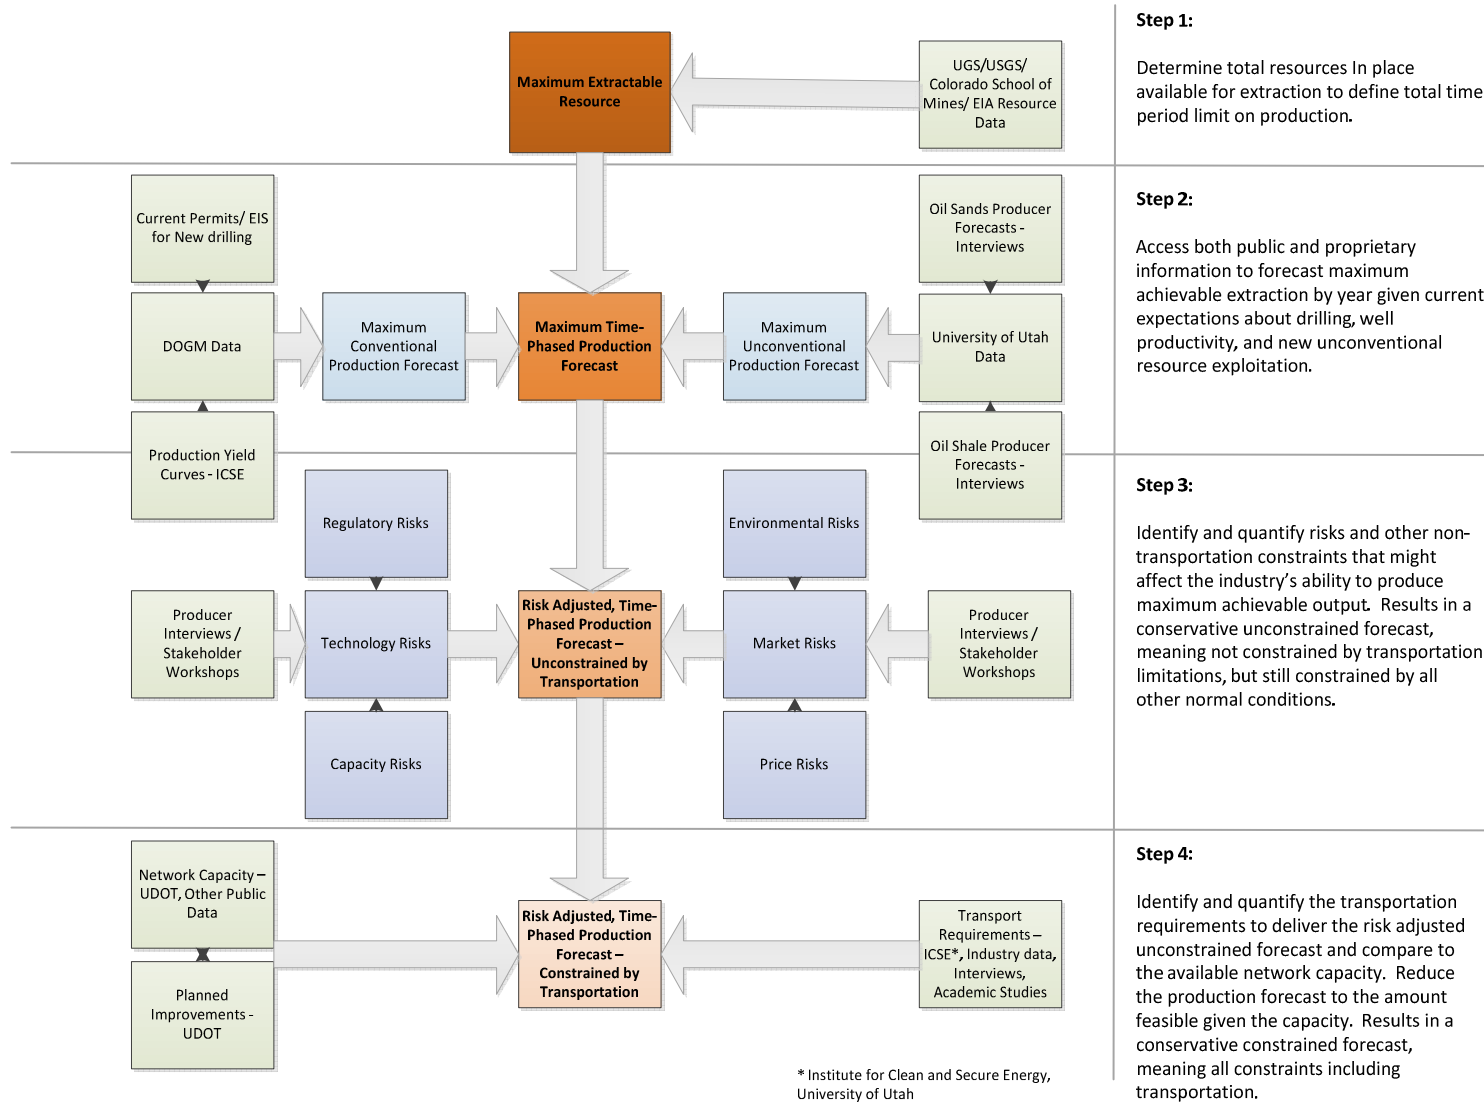 Maximum Extractable
Resource
UGS/USGS/
Colorado School of
Mines/ EIA Resource
Data
Step 1:
Determine total resources In place
available for extraction to define total time
period limit on production.
Current Permits/ EIS
for New drilling
DOGM Data
Production Yield
Curves - ICSE
Maximum
Conventional
Production Forecast
Maximum Time-
Phased Production
Forecast
Maximum
Unconventional
Production Forecast
Oil Sands Producer
Forecasts -
Interviews
University of Utah
Data
Oil Shale Producer
Forecasts -
Interviews
Step 2:
Access both public and proprietary
information to forecast maximum
achievable extraction by year given current
expectations about drilling, well
productivity, and new unconventional
resource exploitation.
Producer
Interviews /
Stakeholder
Workshops
Regulatory Risks
Technology Risks
Capacity Risks
Risk Adjusted, Time-
Phased Production
Forecast –
Unconstrained by
Transportation
Environmental Risks
Market Risks
Price Risks
Producer
Interviews /
Stakeholder
Workshops
Step 3:
Identify and quantify risks and other non-
transportation constraints that might
affect the industry’s ability to produce
maximum achievable output. Results in a
conservative unconstrained forecast,
meaning not constrained by transportation
limitations, but still constrained by all
other normal conditions.
Network Capacity –
UDOT, Other Public
Data
Planned
Improvements -
UDOT
Risk Adjusted, Time-
Phased Production
Forecast –
Constrained by
Transportation
Transport
Requirements –
ICSE*, Industry data,
Interviews,
Academic Studies
* Institute for Clean and Secure Energy,
University of Utah
Step 4:
Identify and quantify the transportation
requirements to deliver the risk adjusted
unconstrained forecast and compare to
the available network capacity. Reduce
the production forecast to the amount
feasible given the capacity. Results in a
conservative constrained forecast,
meaning all constraints including
transportation.